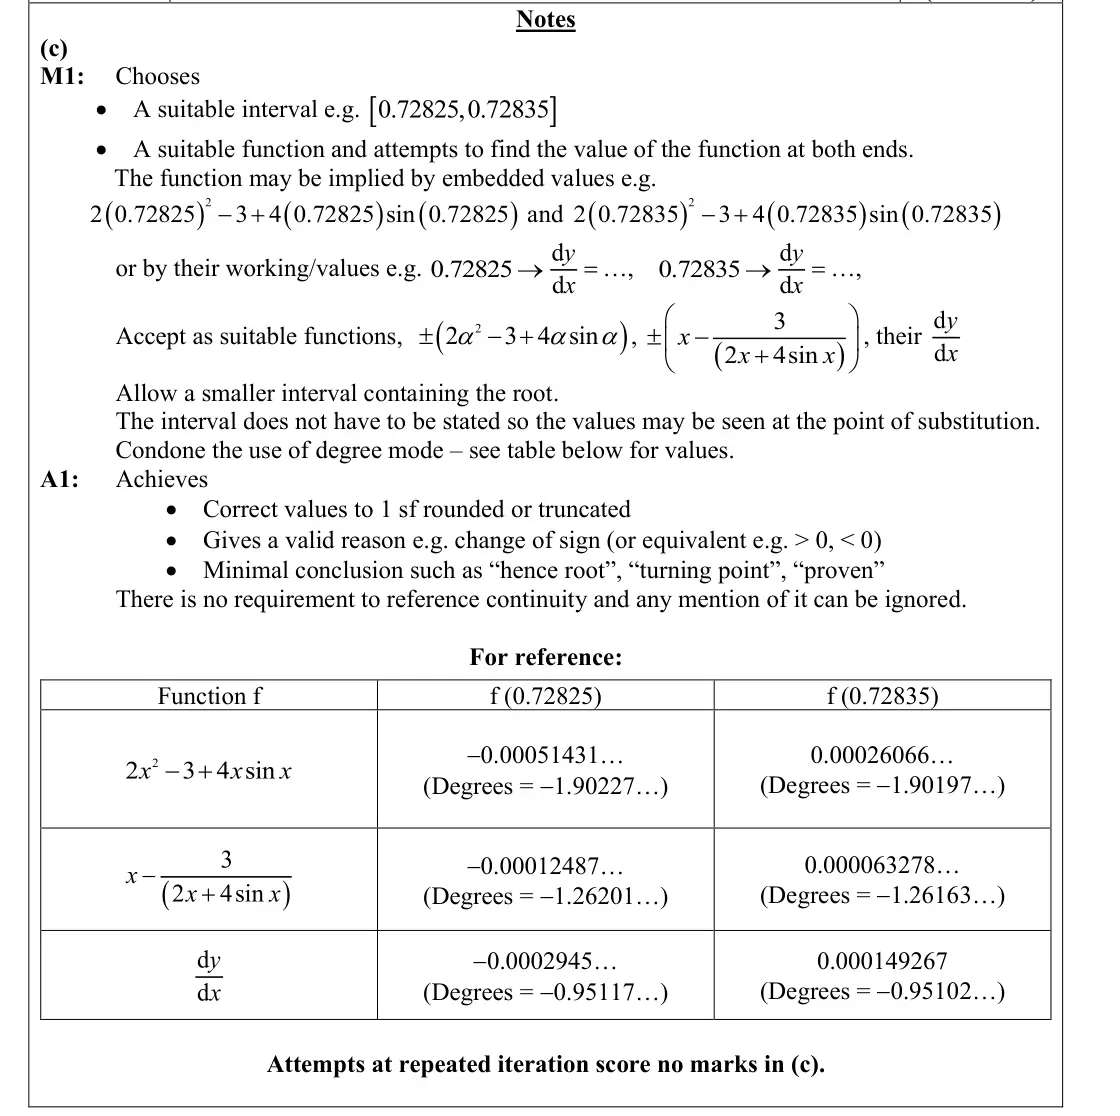 Notes
(c)
M1: Chooses
• A suitable interval e.g. [0.72825, 0.72835]
• A suitable function and attempts to find the value of the function at both ends.
The function may be implied by embedded values e.g.
2(0.72825)² − 3 + 4(0.72825)sin(0.72825) and 2(0.72835)² − 3 + 4(0.72835)sin(0.72835)
or by their working/values e.g. 0.72825 → dy/dx = …, 0.72835 → dy/dx = …,
Accept as suitable functions, ±(2α² − 3 + 4α sin α), ±(x − 3/(2x + 4sin x)), their dy/dx
Allow a smaller interval containing the root.
The interval does not have to be stated so the values may be seen at the point of substitution.
Condone the use of degree mode – see table below for values.
A1: Achieves
• Correct values to 1 sf rounded or truncated
• Gives a valid reason e.g. change of sign (or equivalent e.g. > 0, < 0)
• Minimal conclusion such as “hence root”, “turning point”, “proven”
There is no requirement to reference continuity and any mention of it can be ignored.
For reference:
Function f f (0.72825) f (0.72835)
2x² − 3 + 4x sin x −0.00051431… 0.00026066…
(Degrees = −1.90227…) (Degrees = −1.90197…)
x − 3/(2x + 4sin x) −0.00012487… 0.000063278…
(Degrees = −1.26201…) (Degrees = −1.26163…)
dy/dx −0.0002945… 0.000149267
(Degrees = −0.95117…) (Degrees = −0.95102…)
Attempts at repeated iteration score no marks in (c).